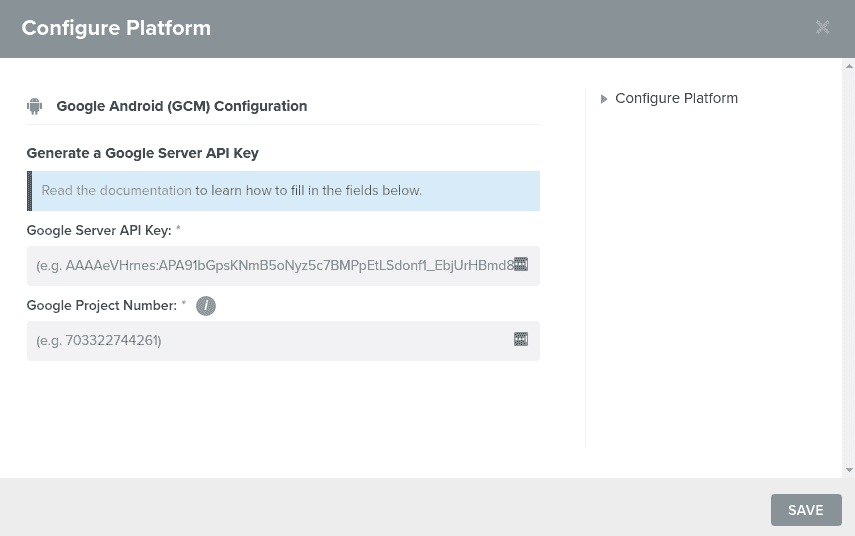 Configure Platform
Google Android (GCM) Configuration
Configure Platform
Generate a Google Server API Key
Read the documentation to learn how to fill in the fields below.
Google Server API Key: *
(e.g. AAAAeVHrnes:APA91bGpsKNmB5oNyz5c7BMPpEtLSdonf1_EbjUrHBmd8
Google Project Number: * i
(e.g. 703322744261)
SAVE